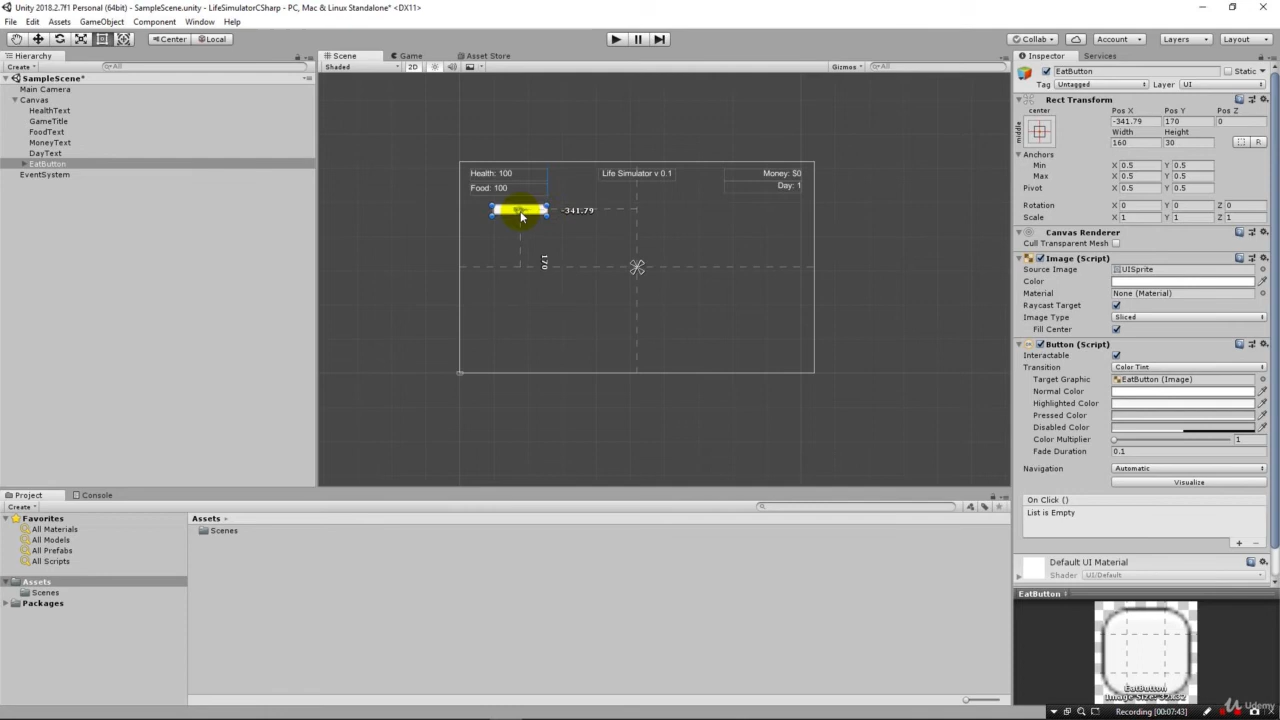 Unity 2018.2.7f1 Personal (64bit) - SampleScene.unity - LifeSimulatorCSharp - PC, Mac & Linux Standalone* <DX11>
File Edit Assets GameObject Component Window Help
Center Local
Collab Account Layers Layout
Hierarchy
Create All
SampleScene*
Main Camera
Canvas
HealthText
GameTitle
FoodText
MoneyText
DayText
EatButton
EventSystem
Scene Game Asset Store
Shaded 2D Gizmos All
Health: 100 Life Simulator v 0.1 Money: 50
Food: 100 Day: 1
-341.79
170
Inspector Services
EatButton Static
Tag Untagged Layer UI
Rect Transform
center Pos X Pos Y Pos Z
middle -341.79 170 0
Width Height
160 30 R
Anchors
Min X 0.5 Y 0.5
Max X 0.5 Y 0.5
Pivot X 0.5 Y 0.5
Rotation X 0 Y 0 Z 0
Scale X 1 Y 1 Z 1
Canvas Renderer
Cull Transparent Mesh
Image (Script)
Source Image UISprite
Color
Material None (Material)
Raycast Target
Image Type Sliced
Fill Center
Button (Script)
Interactable
Transition Color Tint
Target Graphic EatButton (Image)
Normal Color
Highlighted Color
Pressed Color
Disabled Color
Color Multiplier 1
Fade Duration 0.1
Navigation Automatic
Visualize
On Click ()
List is Empty
Default UI Material
Shader UI/Default
EatButton
EatButton
Image Size: 32x32
Project Console
Create
Favorites
All Materials
All Models
All Prefabs
All Scripts
Assets
Scenes
Packages
Assets
Scenes
Recording [00:07:43]
Udemy